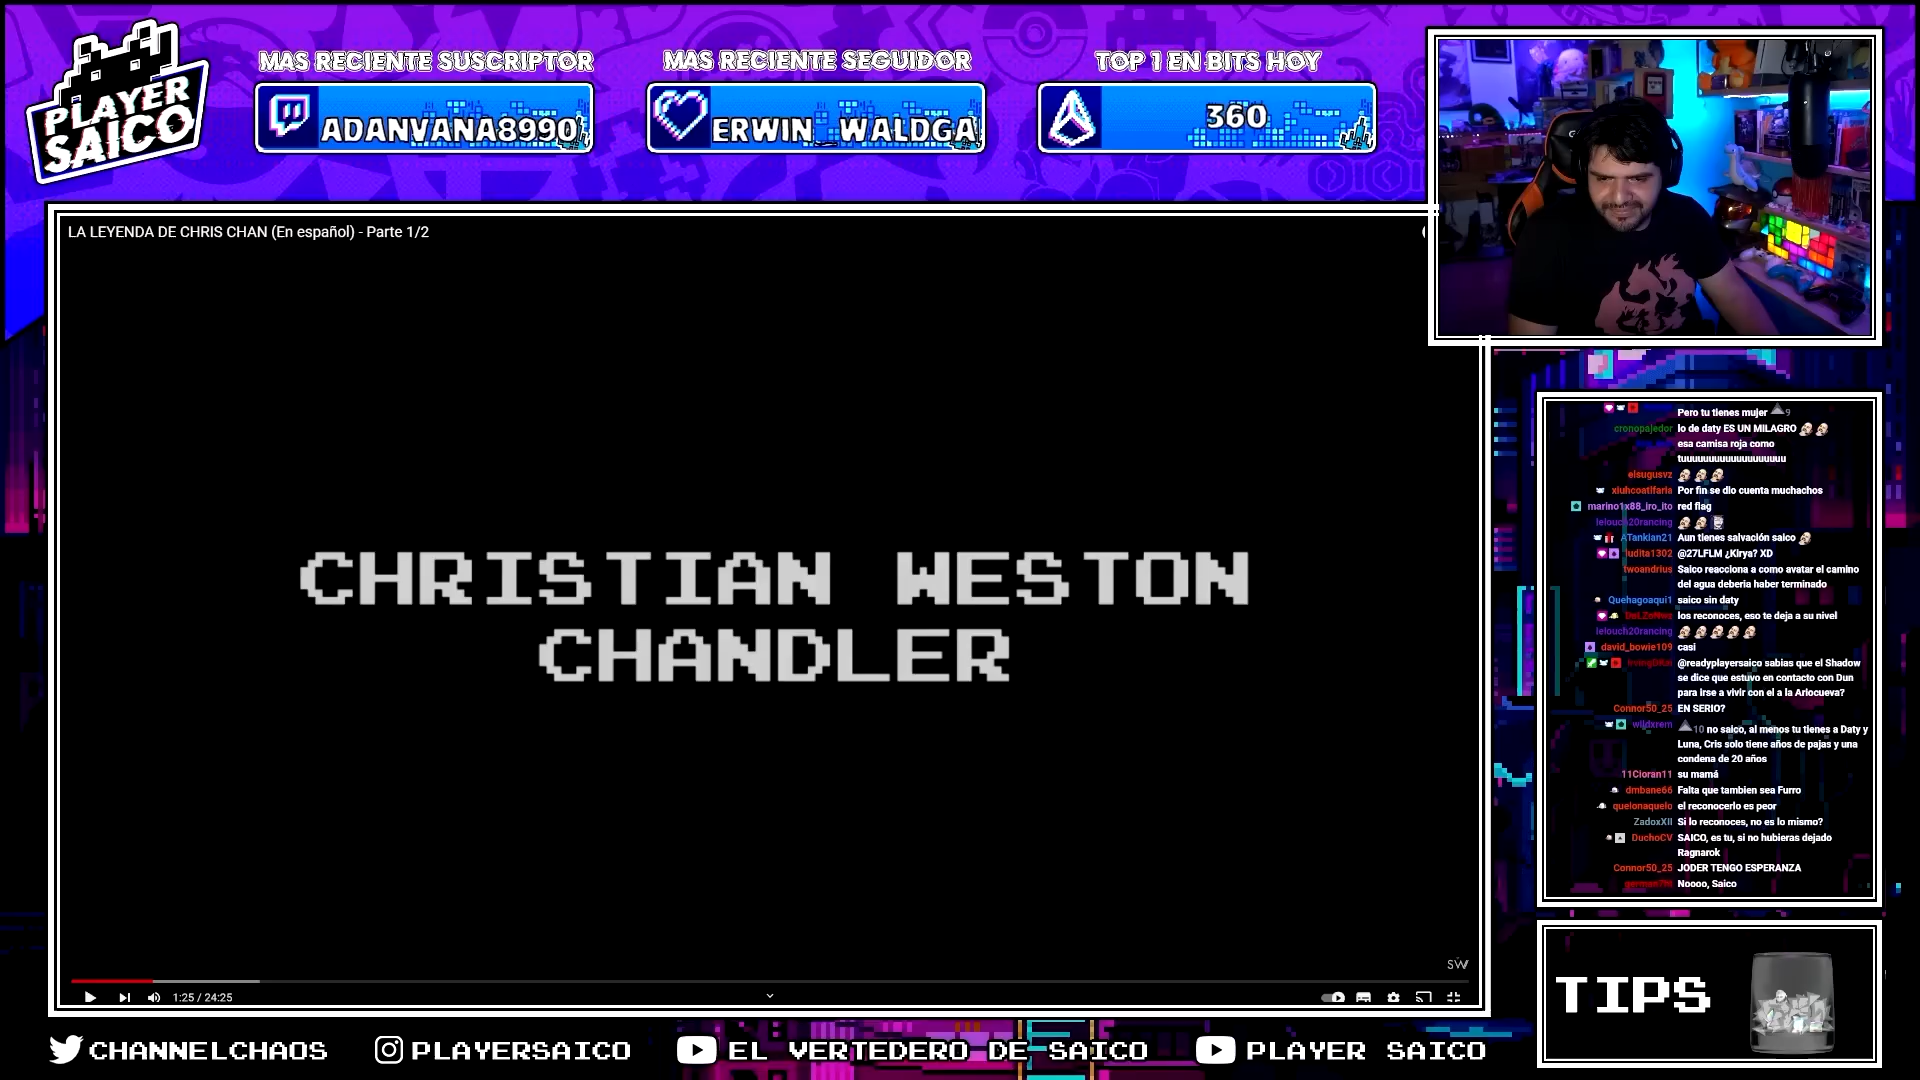 PLAYER
SAICO
MAS RECIENTE SUSCRIPTOR
ADANVANA8990
MAS RECIENTE SEGUIDOR
ERWIN_WALDGA
TOP 1 EN BITS HOY
360
LA LEYENDA DE CHRIS CHAN (En español) - Parte 1/2
CHRISTIAN WESTON
CHANDLER
SW
1:25 / 24:25
Pero tu tienes mujer 9
cronopajedor lo de daty ES UN MILAGRO
esa camisa roja como
tuuuuuuuuuuuuuuuuuu
elsugusvz
xiuhcoatlfaria Por fin se dio cuenta muchachos
marino1x88_iro_ito red flag
lelouch20rancing
ATankian21 Aun tienes salvación saico
ludita1302 @27LFLM ¿Kirya? XD
twoandrius Saico reacciona a como avatar el camino
del agua deberia haber terminado
Quehagoaqui1 saico sin daty
los reconoces, eso te deja a su nivel
lelouch20rancing
david_bowie109 casi
@readyplayersaico sabias que el Shadow
se dice que estuvo en contacto con Dun
para irse a vivir con el a la Ariocueva?
Connor50_25 EN SERIO?
wildxrem 10 no saico, al menos tu tienes a Daty y
Luna, Cris solo tiene años de pajas y una
condena de 20 años
11Cioran11 su mamá
dmbane66 Falta que tambien sea Furro
quelonaquelo el reconocerlo es peor
ZadoxXII Si lo reconoces, no es lo mismo?
DuchoCV SAICO, es tu, si no hubieras dejado
Ragnarok
Connor50_25 JODER TENGO ESPERANZA
Noooo, Saico
TIPS
CHANNELCHAOS
PLAYERSAICO
EL VERTEDERO DE SAICO
PLAYER SAICO